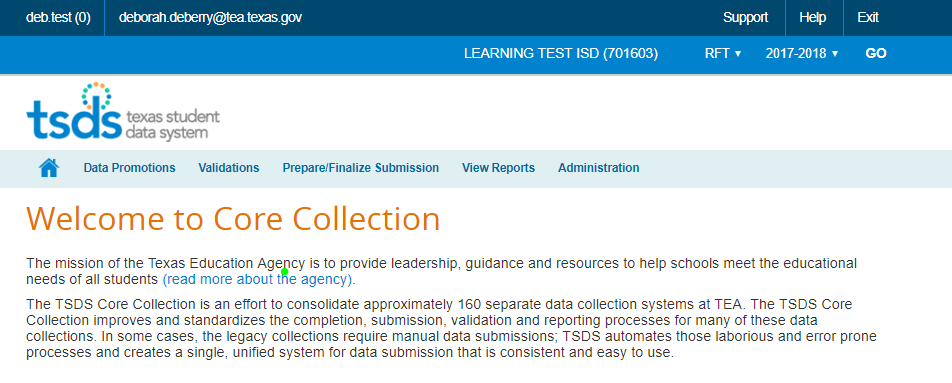 deb.test (0) deborah.deberry@tea.texas.gov Support Help Exit
LEARNING TEST ISD (701603) RFT ▼ 2017-2018 ▼ GO
tsds texas student
data system
Data Promotions Validations Prepare/Finalize Submission View Reports Administration
Welcome to Core Collection
The mission of the Texas Education Agency is to provide leadership, guidance and resources to help schools meet the educational
needs of all students (read more about the agency).
The TSDS Core Collection is an effort to consolidate approximately 160 separate data collection systems at TEA. The TSDS Core
Collection improves and standardizes the completion, submission, validation and reporting processes for many of these data
collections. In some cases, the legacy collections require manual data submissions; TSDS automates those laborious and error prone
processes and creates a single, unified system for data submission that is consistent and easy to use.